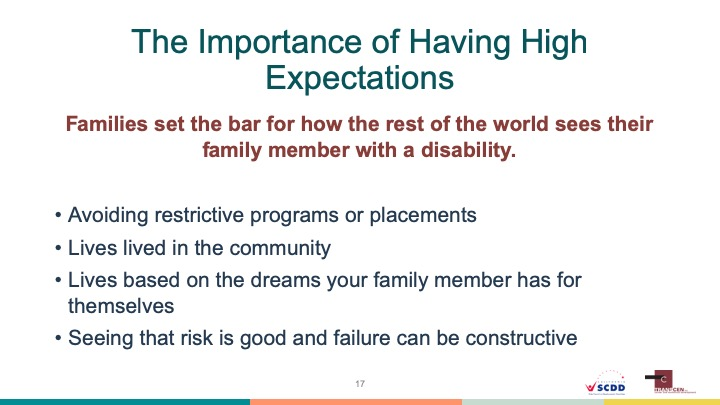 The Importance of Having High
Expectations
Families set the bar for how the rest of the world sees their
family member with a disability.
• Avoiding restrictive programs or placements
• Lives lived in the community
• Lives based on the dreams your family member has for
themselves
• Seeing that risk is good and failure can be constructive
17
SCDD